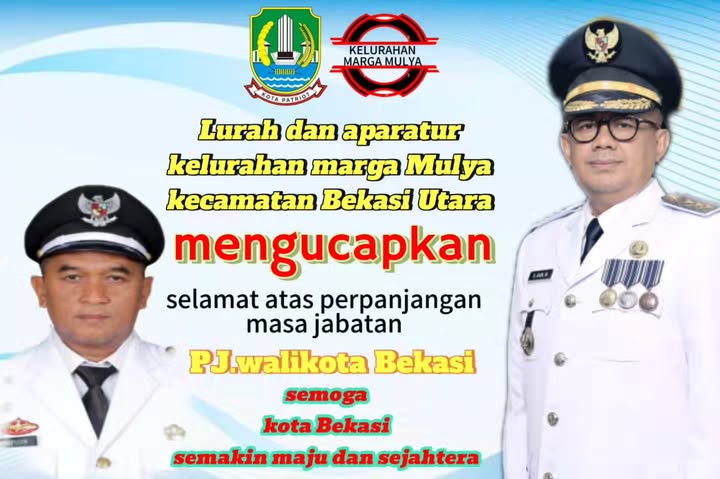 KOTA PATRIOT
KELURAHAN
MARGA MULYA
Lurah dan aparatur
kelurahan marga Mulya
kecamatan Bekasi Utara
mengucapkan
selamat atas perpanjangan
masa jabatan
PJ.walikota Bekasi
semoga
kota Bekasi
semakin maju dan sejahtera